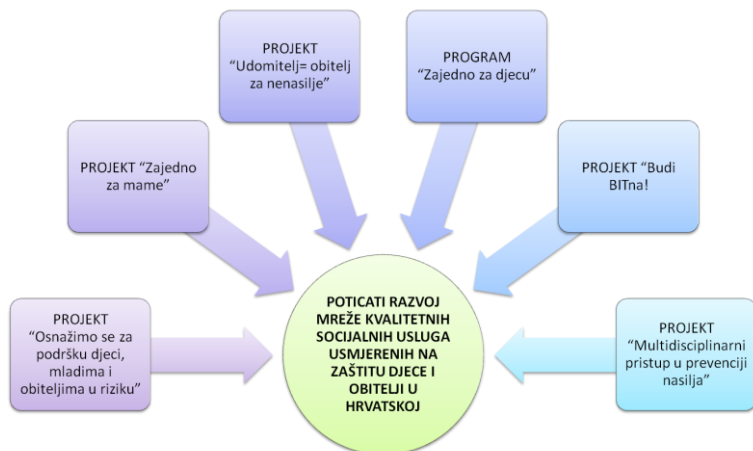 PROJEKT
“Udomitelj= obitelj
za nenasilje”
PROGRAM
“Zajedno za djecu”
PROJEKT “Zajedno
za mame”
PROJEKT “Budi
BITna!
PROJEKT
“Osnažimo se za
podršku djeci,
mladima i
obiteljima u riziku”
POTICATI RAZVOJ
MREŽE KVALITETNIH
SOCIJALNIH USLUGA
USMJERENIH NA
ZAŠTITU DJECE I
OBITELJI U
HRVATSKOJ
PROJEKT
“Multidisciplinarni
pristup u prevenciji
nasilja”